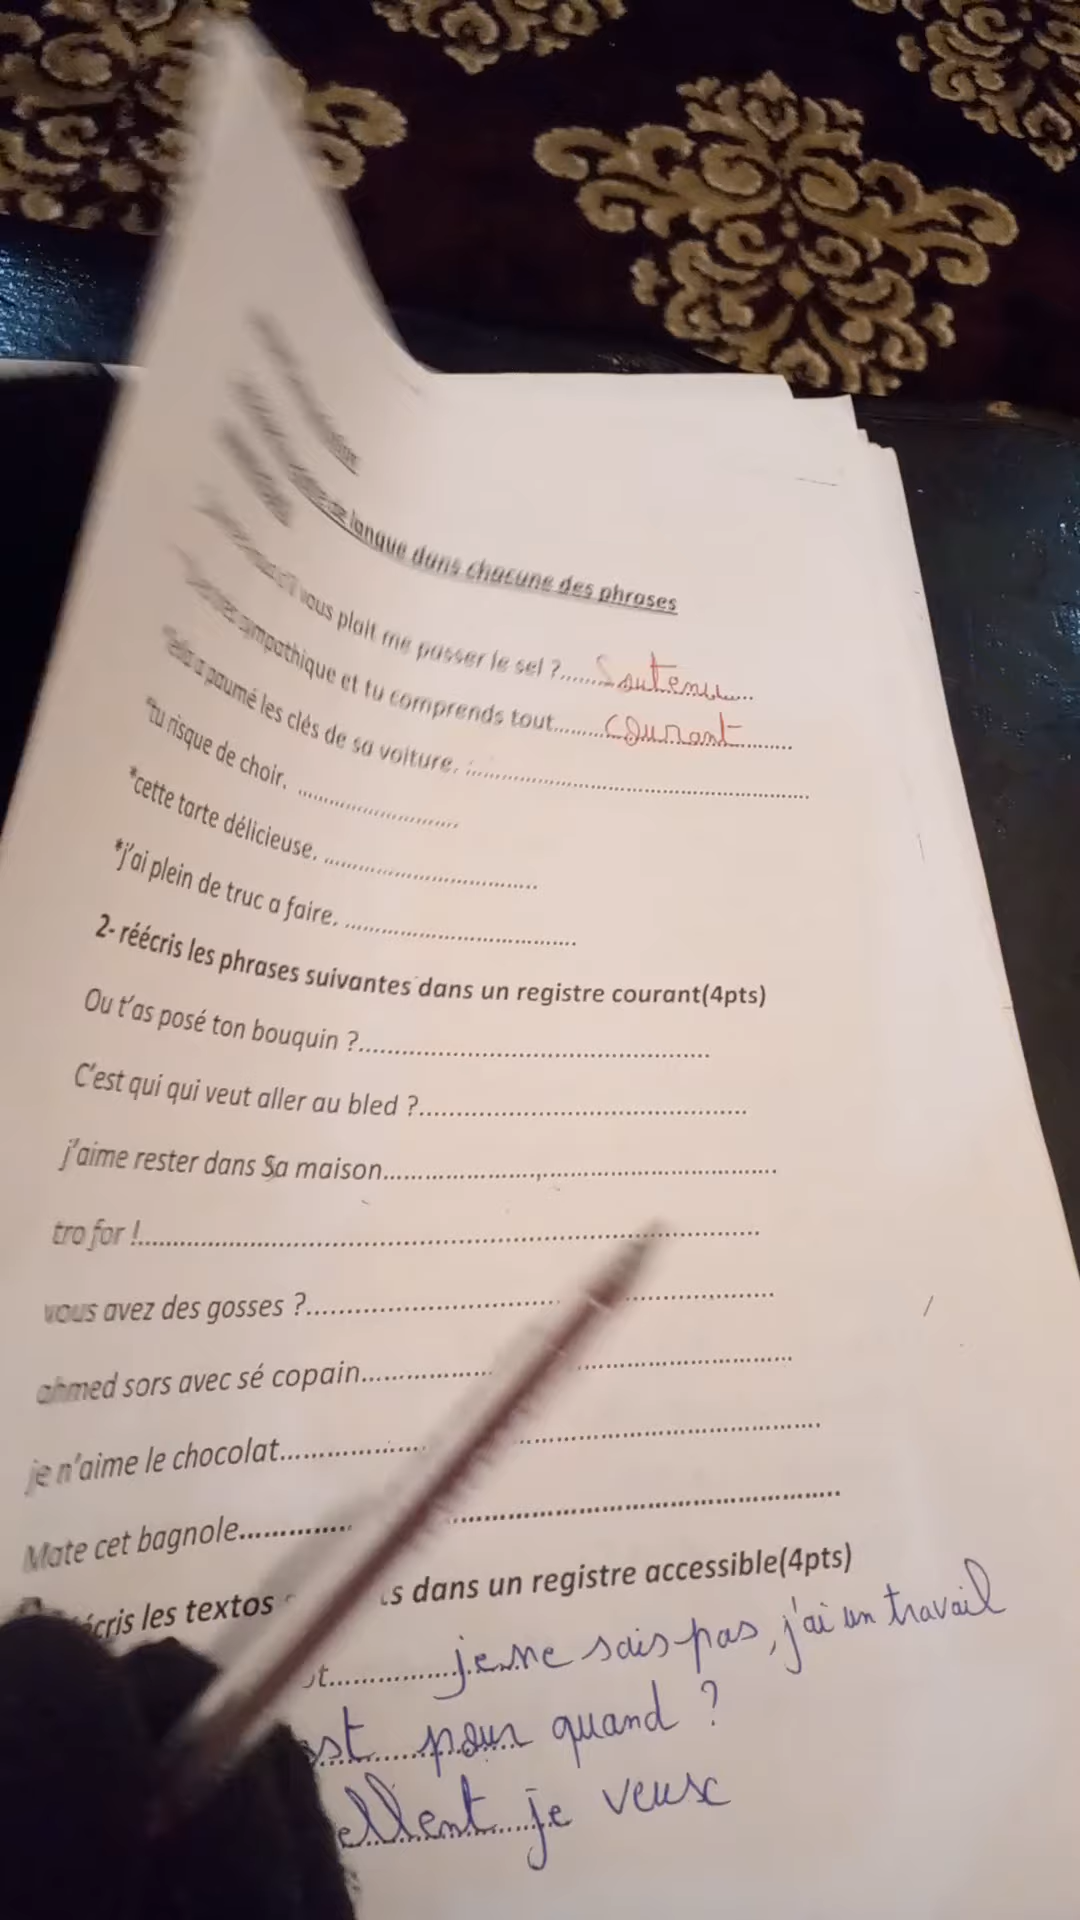 de langue dans chacune des phrases
vous plait me passer le sel ?......Soutenu...
sympathique et tu comprends tout.......courant........
*elle a paumé les clés de sa voiture. ............
*tu risque de choir. ............
*cette tarte délicieuse. ............
*j'ai plein de truc a faire. ............
2- réécris les phrases suivantes dans un registre courant(4pts)
Ou t'as posé ton bouquin ?............
C'est qui qui veut aller au bled ?............
j'aime rester dans Sa maison............
tro for !............
vous avez des gosses ?............
ahmed sors avec sé copain............
je n'aime le chocolat............
Mate cet bagnole............
les textos dans un registre accessible(4pts)
je ne sais pas, j'ai un travail
pour quand ?
je veux